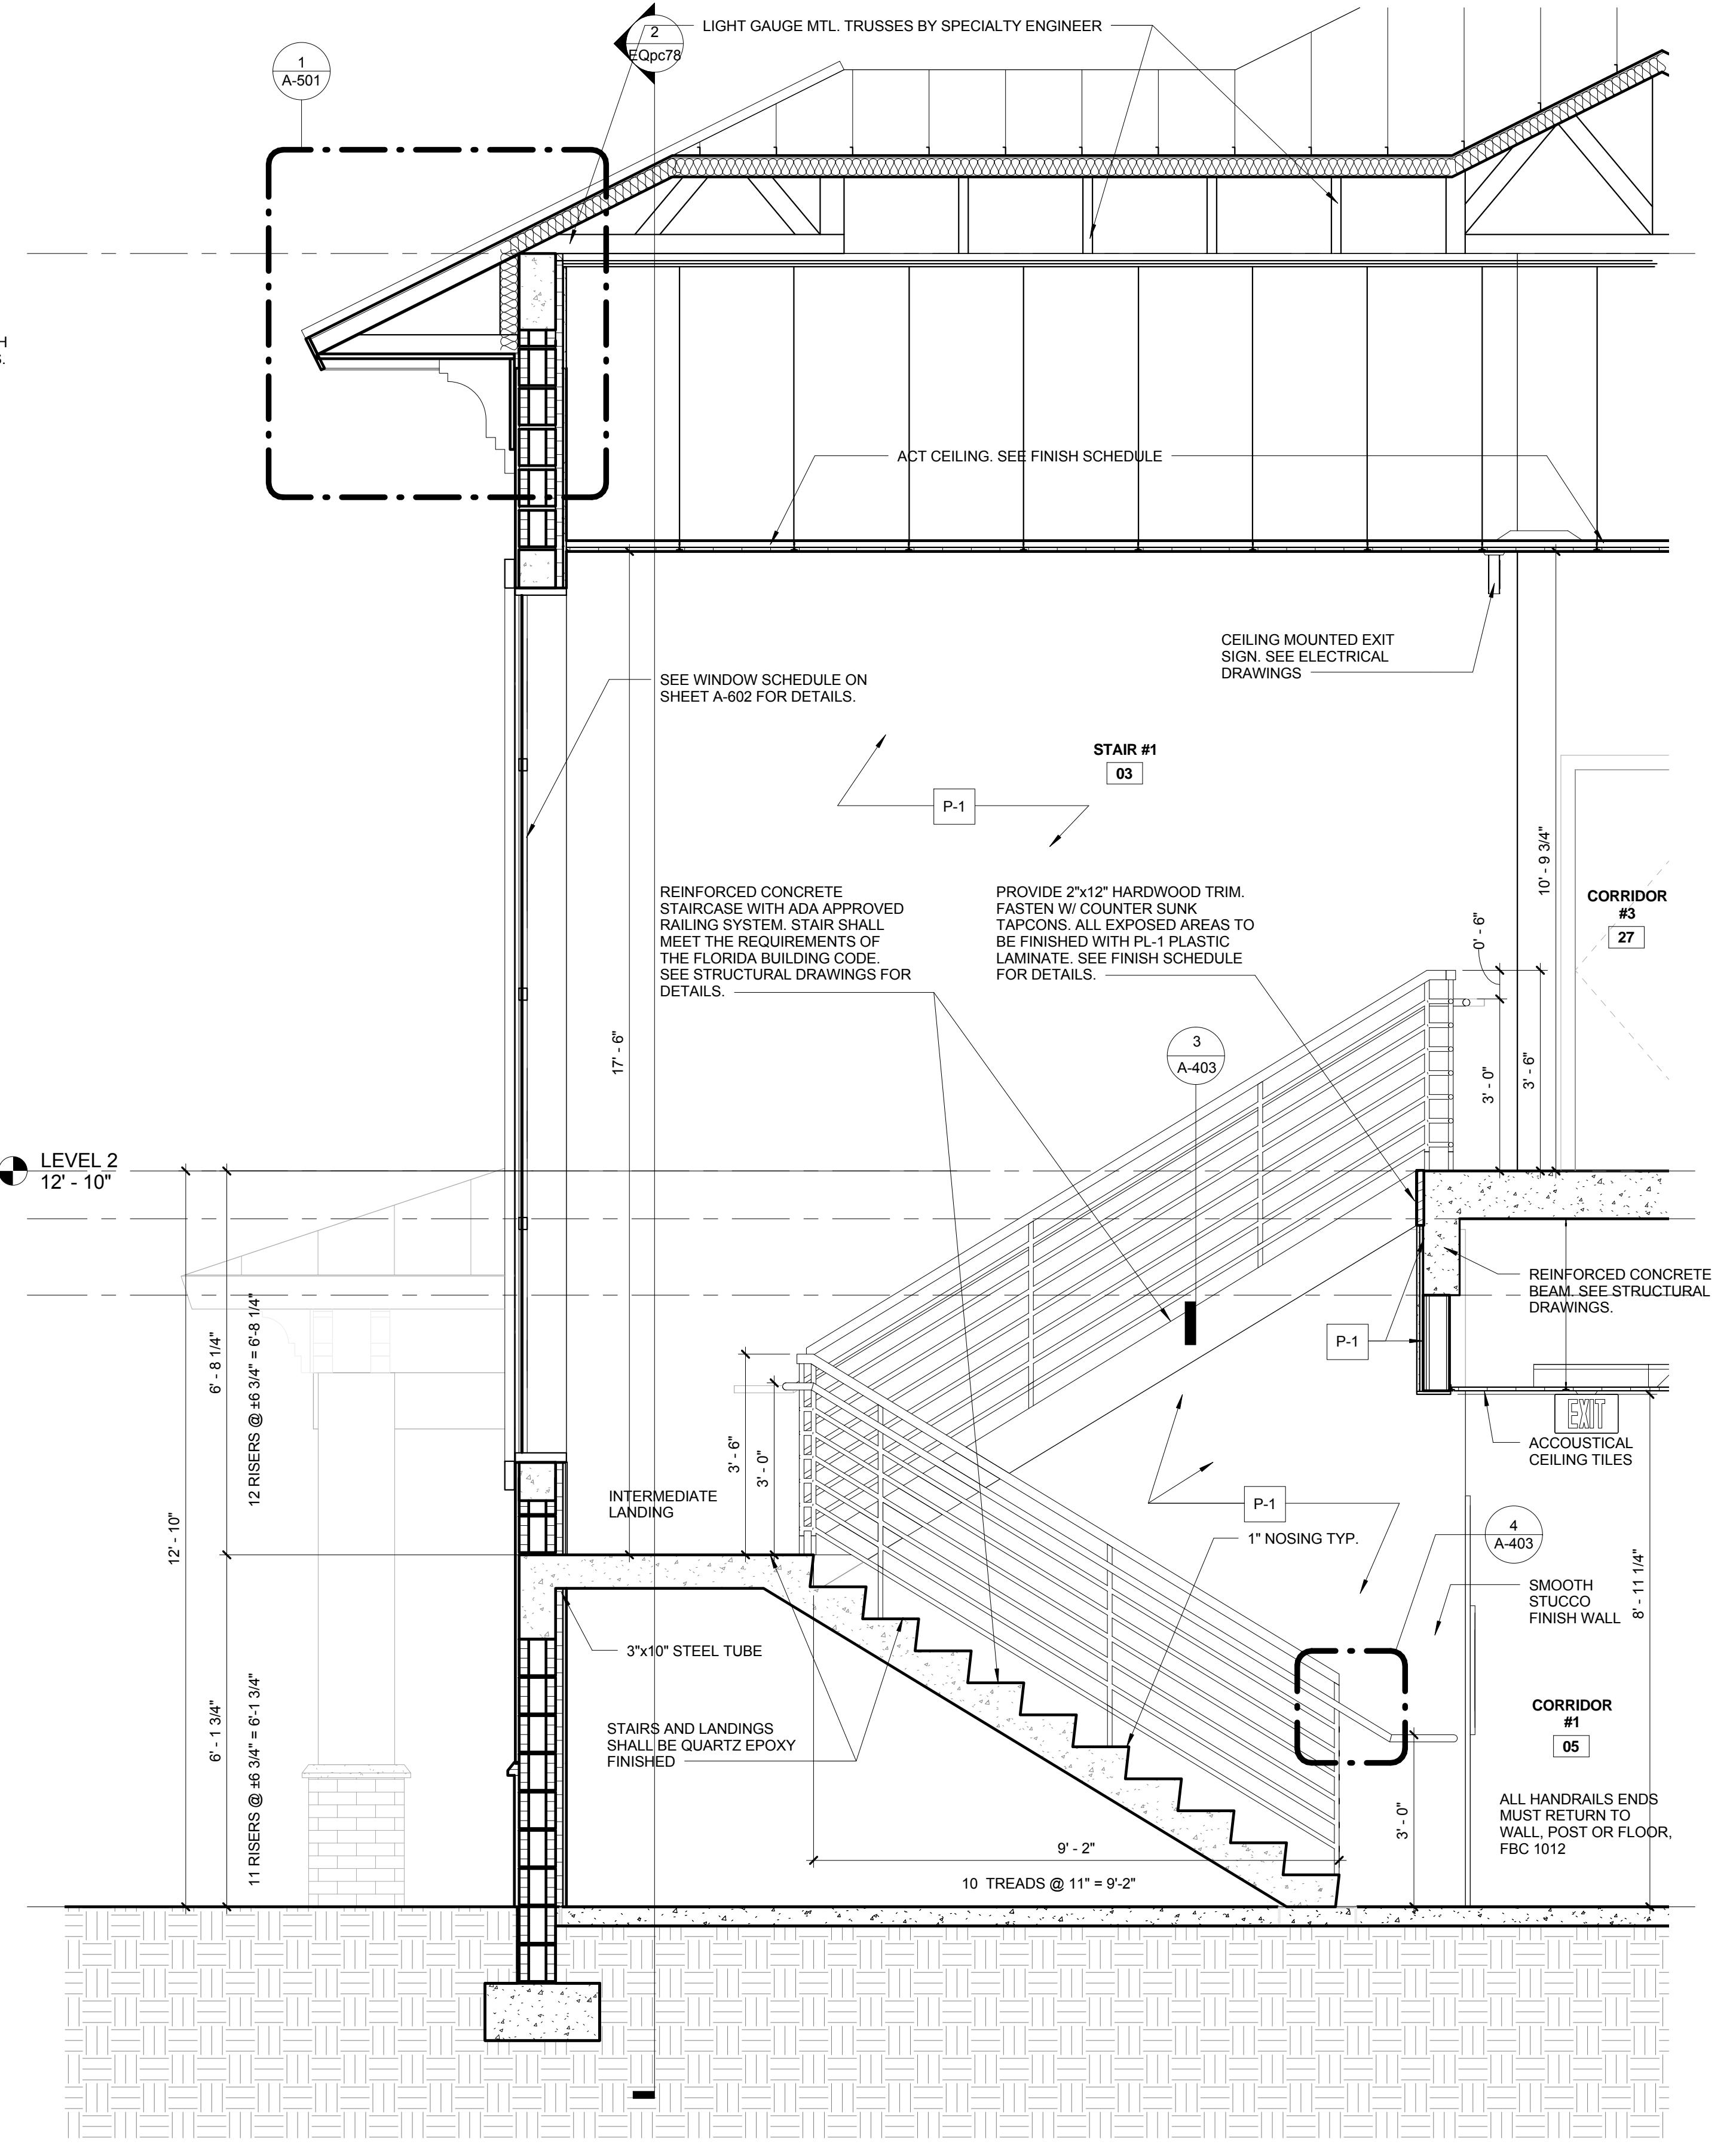 LIGHT GAUGE MTL. TRUSSES BY SPECIALTY ENGINEER
2
EQpc78
1
A-501
H
S.
ACT CEILING. SEE FINISH SCHEDULE
CEILING MOUNTED EXIT
SIGN. SEE ELECTRICAL
DRAWINGS
SEE WINDOW SCHEDULE ON
SHEET A-602 FOR DETAILS.
STAIR #1
03
P-1
10' - 9 3/4"
REINFORCED CONCRETE
STAIRCASE WITH ADA APPROVED
RAILING SYSTEM. STAIR SHALL
MEET THE REQUIREMENTS OF
THE FLORIDA BUILDING CODE.
SEE STRUCTURAL DRAWINGS FOR
DETAILS.
PROVIDE 2"x12" HARDWOOD TRIM.
FASTEN W/ COUNTER SUNK
TAPCONS. ALL EXPOSED AREAS TO
BE FINISHED WITH PL-1 PLASTIC
LAMINATE. SEE FINISH SCHEDULE
FOR DETAILS.
CORRIDOR
#3
27
0' - 6"
17' - 6"
3
A-403
3' - 0"
3' - 6"
LEVEL 2
12' - 10"
REINFORCED CONCRETE
BEAM. SEE STRUCTURAL
DRAWINGS.
P-1
6' - 8 1/4"
12 RISERS @ ±6 3/4" = 6'-8 1/4"
EXIT
ACCOUSTICAL
CEILING TILES
3' - 6"
3' - 0"
INTERMEDIATE
LANDING
P-1
1" NOSING TYP.
4
A-403
12' - 10"
SMOOTH
STUCCO
FINISH WALL
8' - 11 1/4"
3"x10" STEEL TUBE
6' - 1 3/4"
11 RISERS @ ±6 3/4" = 6'-1 3/4"
STAIRS AND LANDINGS
SHALL BE QUARTZ EPOXY
FINISHED
CORRIDOR
#1
05
ALL HANDRAILS ENDS
MUST RETURN TO
WALL, POST OR FLOOR,
FBC 1012
3' - 0"
9' - 2"
10 TREADS @ 11" = 9'-2"